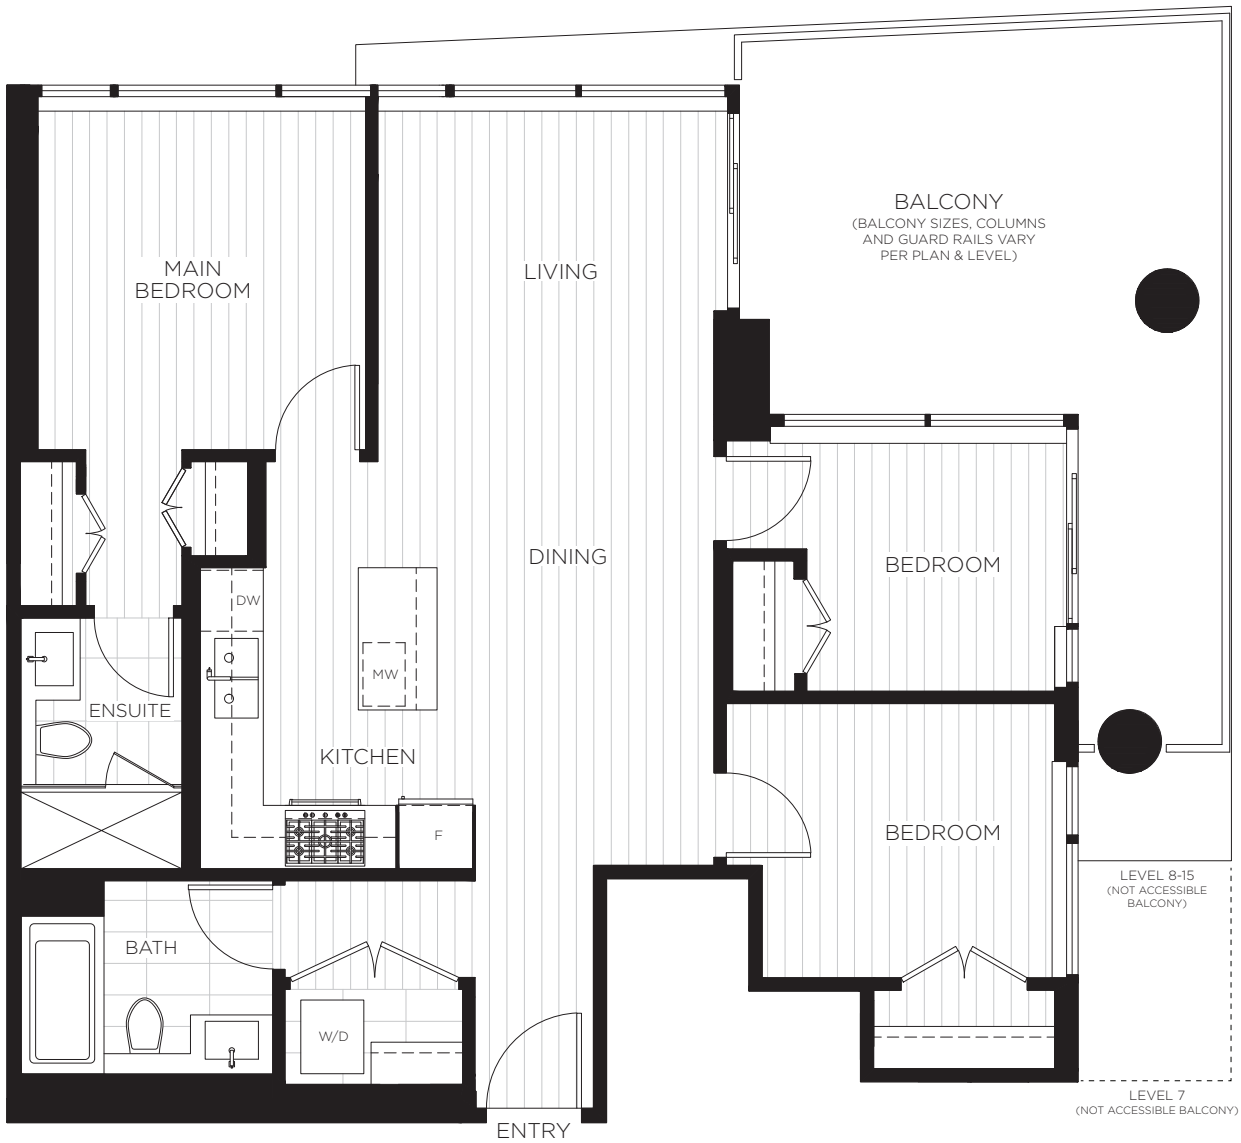 BALCONY
(BALCONY SIZES, COLUMNS
AND GUARD RAILS VARY
PER PLAN & LEVEL)
MAIN
BEDROOM
LIVING
DINING
BEDROOM
DW
MW
ENSUITE
KITCHEN
F
BEDROOM
LEVEL 8-15
(NOT ACCESSIBLE
BALCONY)
BATH
W/D
LEVEL 7
(NOT ACCESSIBLE BALCONY)
ENTRY